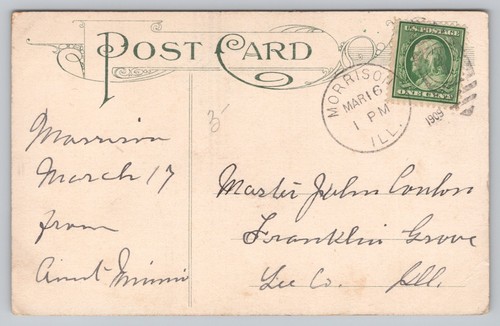 POST CARD
U.S. POSTAGE
ONE CENT
MORRISON
MAR 16
1 PM
ILL.
1909
3-
Morrison
March 17
from
Aunt Minnie
Master John Conlon
Franklin Grove
Lee Co. Ill.